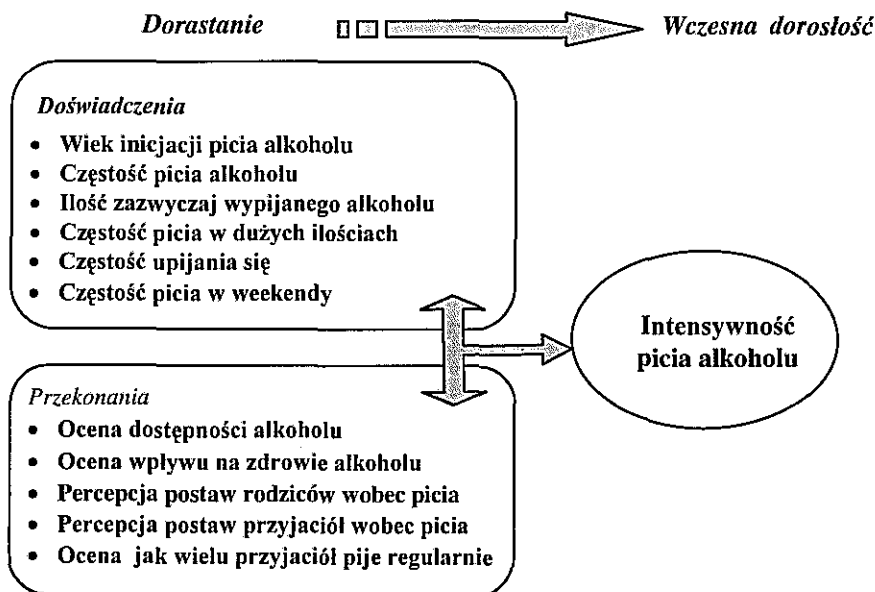 Dorastanie Wczesna dorosłość
Doświadczenia
• Wiek inicjacji picia alkoholu
• Częstość picia alkoholu
• Ilość zazwyczaj wypijanego alkoholu
• Częstość picia w dużych ilościach
• Częstość upijania się
• Częstość picia w weekendy
Intensywność
picia alkoholu
Przekonania
• Ocena dostępności alkoholu
• Ocena wpływu na zdrowie alkoholu
• Percepcja postaw rodziców wobec picia
• Percepcja postaw przyjaciół wobec picia
• Ocena jak wielu przyjaciół pije regularnie